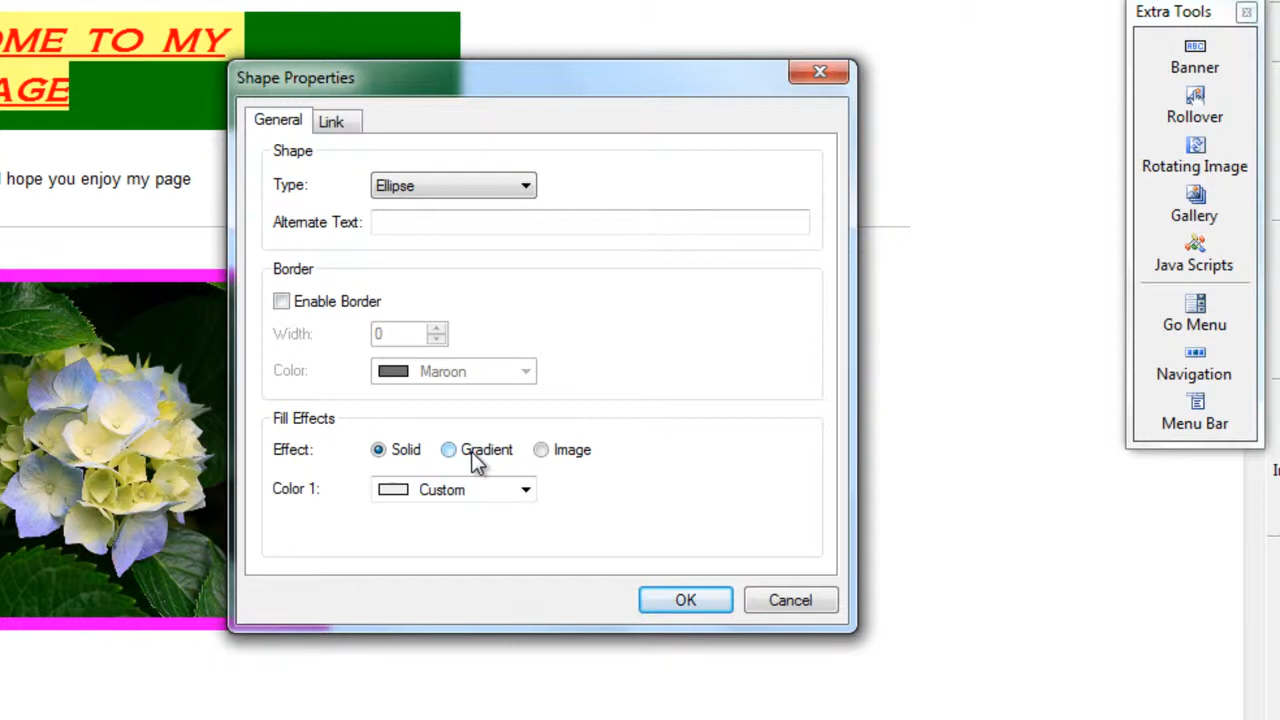 OME TO MY
AGE
hope you enjoy my page
Shape Properties
General
Link
Shape
Type:
Ellipse
Alternate Text:
Border
Enable Border
Width:
0
Color:
Maroon
Fill Effects
Effect:
Solid
Gradient
Image
Color 1:
Custom
OK
Cancel
Extra Tools
ABC
Banner
Rollover
Rotating Image
Gallery
Java Scripts
Go Menu
Navigation
Menu Bar